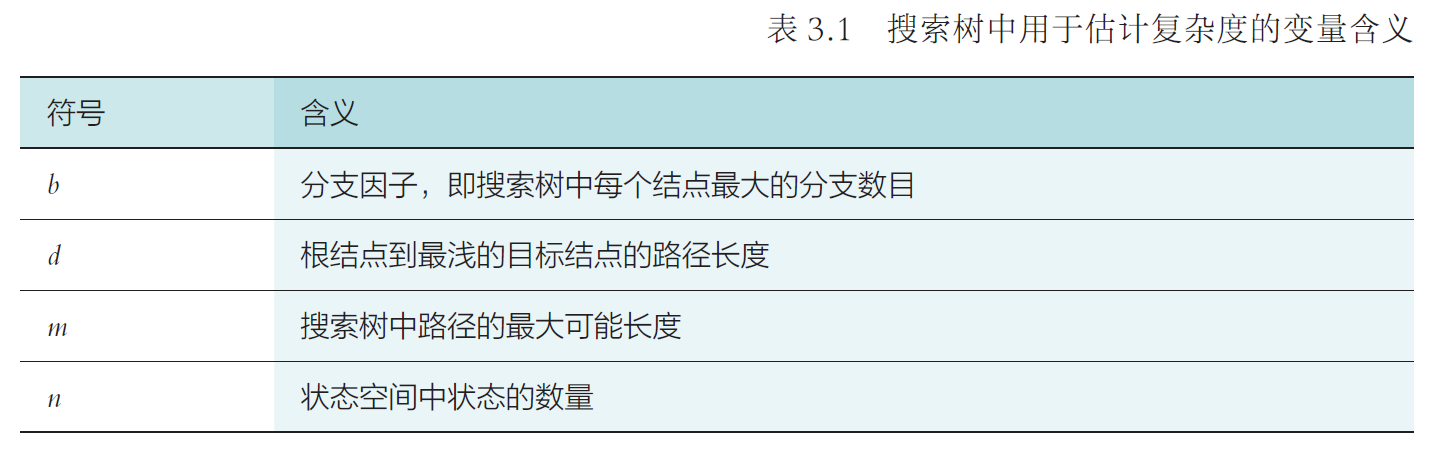 表 3.1 搜索树中用于估计复杂度的变量含义
符号 含义
b 分支因子，即搜索树中每个结点最大的分支数目
d 根结点到最浅的目标结点的路径长度
m 搜索树中路径的最大可能长度
n 状态空间中状态的数量